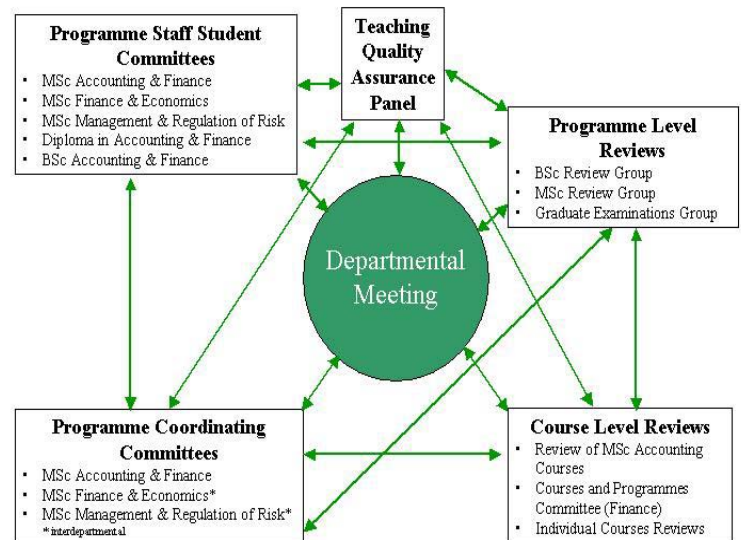 Programme Staff Student
Committees
▪ MSc Accounting & Finance
▪ MSc Finance & Economics
▪ MSc Management & Regulation of Risk
▪ Diploma in Accounting & Finance
▪ BSc Accounting & Finance
Teaching
Quality
Assurance
Panel
Programme Level
Reviews
▪ BSc Review Group
▪ MSc Review Group
▪ Graduate Examinations Group
Departmental
Meeting
Programme Coordinating
Committees
▪ MSc Accounting & Finance
▪ MSc Finance & Economics*
▪ MSc Management & Regulation of Risk*
* interdepartmental
Course Level Reviews
▪ Review of MSc Accounting
Courses
▪ Courses and Programmes
Committee (Finance)
▪ Individual Courses Reviews